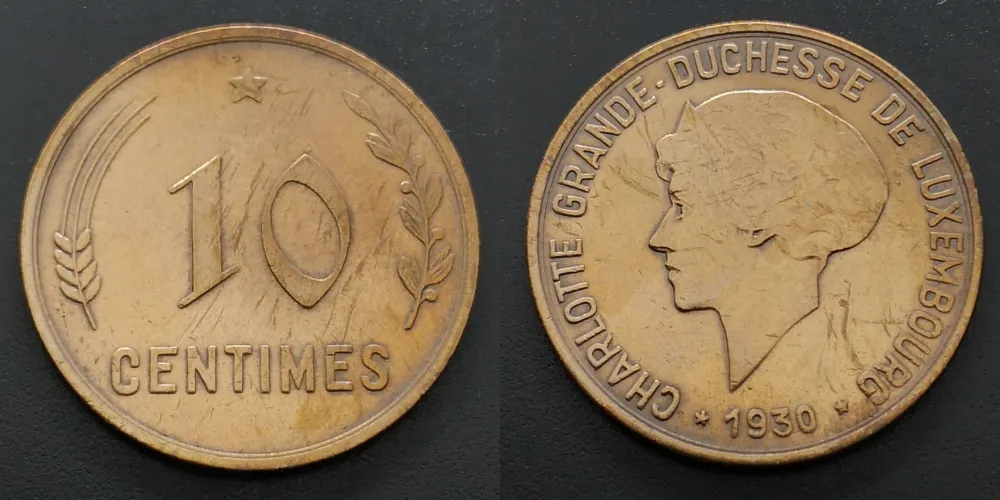 10
CENTIMES
CHARLOTTE GRANDE-DUCHESSE DE LUXEMBOURG
* 1930 *